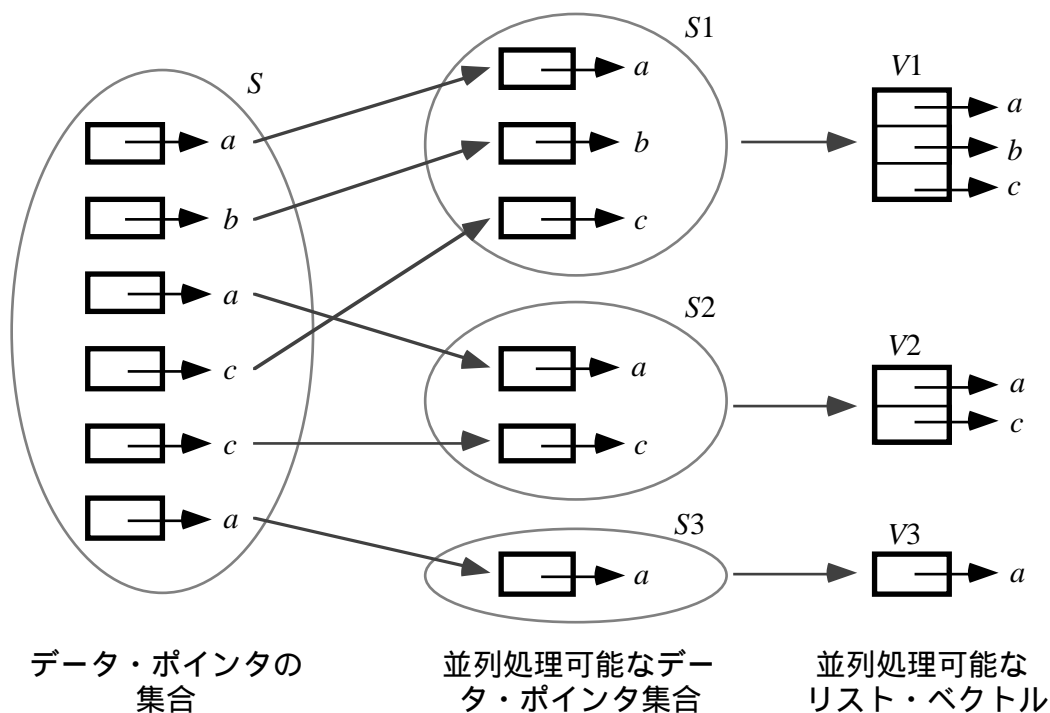 S
a
b
a
c
c
a
S1
a
b
c
S2
a
c
S3
a
V1
a
b
c
V2
a
c
V3
a
データ・ポインタの
集合
並列処理可能なデー
タ・ポインタ集合
並列処理可能な
リスト・ベクトル